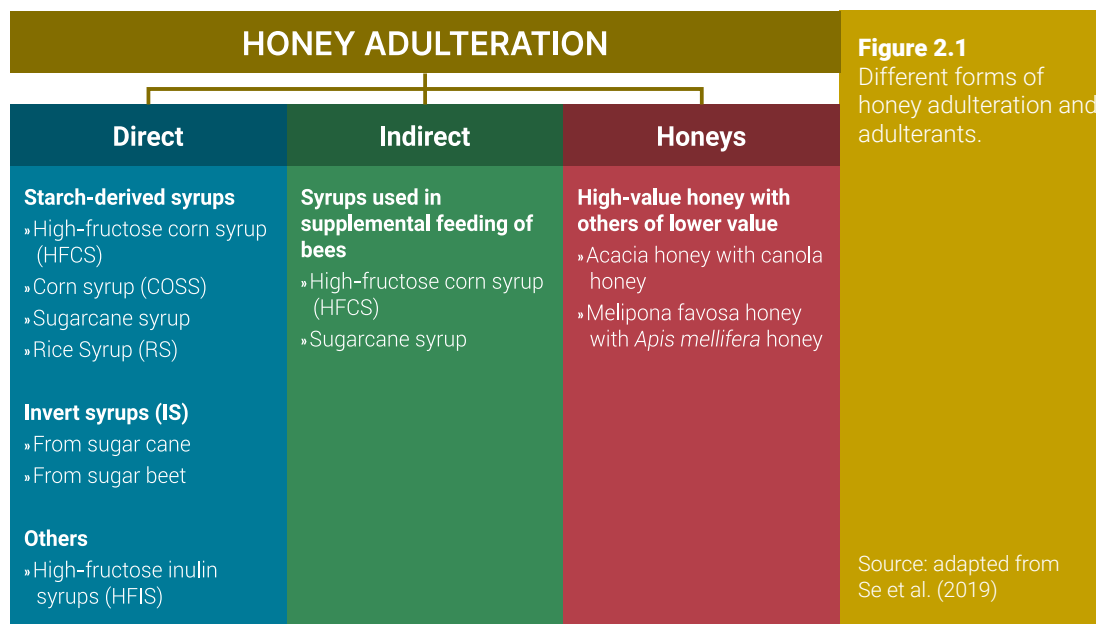 HONEY ADULTERATION
Direct
Starch-derived syrups
»High-fructose corn syrup
(HFCS)
»Corn syrup (COSS)
»Sugarcane syrup
»Rice Syrup (RS)
Invert syrups (IS)
»From sugar cane
»From sugar beet
Others
»High-fructose inulin
syrups (HFIS)
Indirect
Syrups used in
supplemental feeding of
bees
»High-fructose corn syrup
(HFCS)
»Sugarcane syrup
Honeys
High-value honey with
others of lower value
»Acacia honey with canola
honey
»Melipona favosa honey
with Apis mellifera honey
Figure 2.1
Different forms of
honey adulteration and
adulterants.
Source: adapted from
Se et al. (2019)